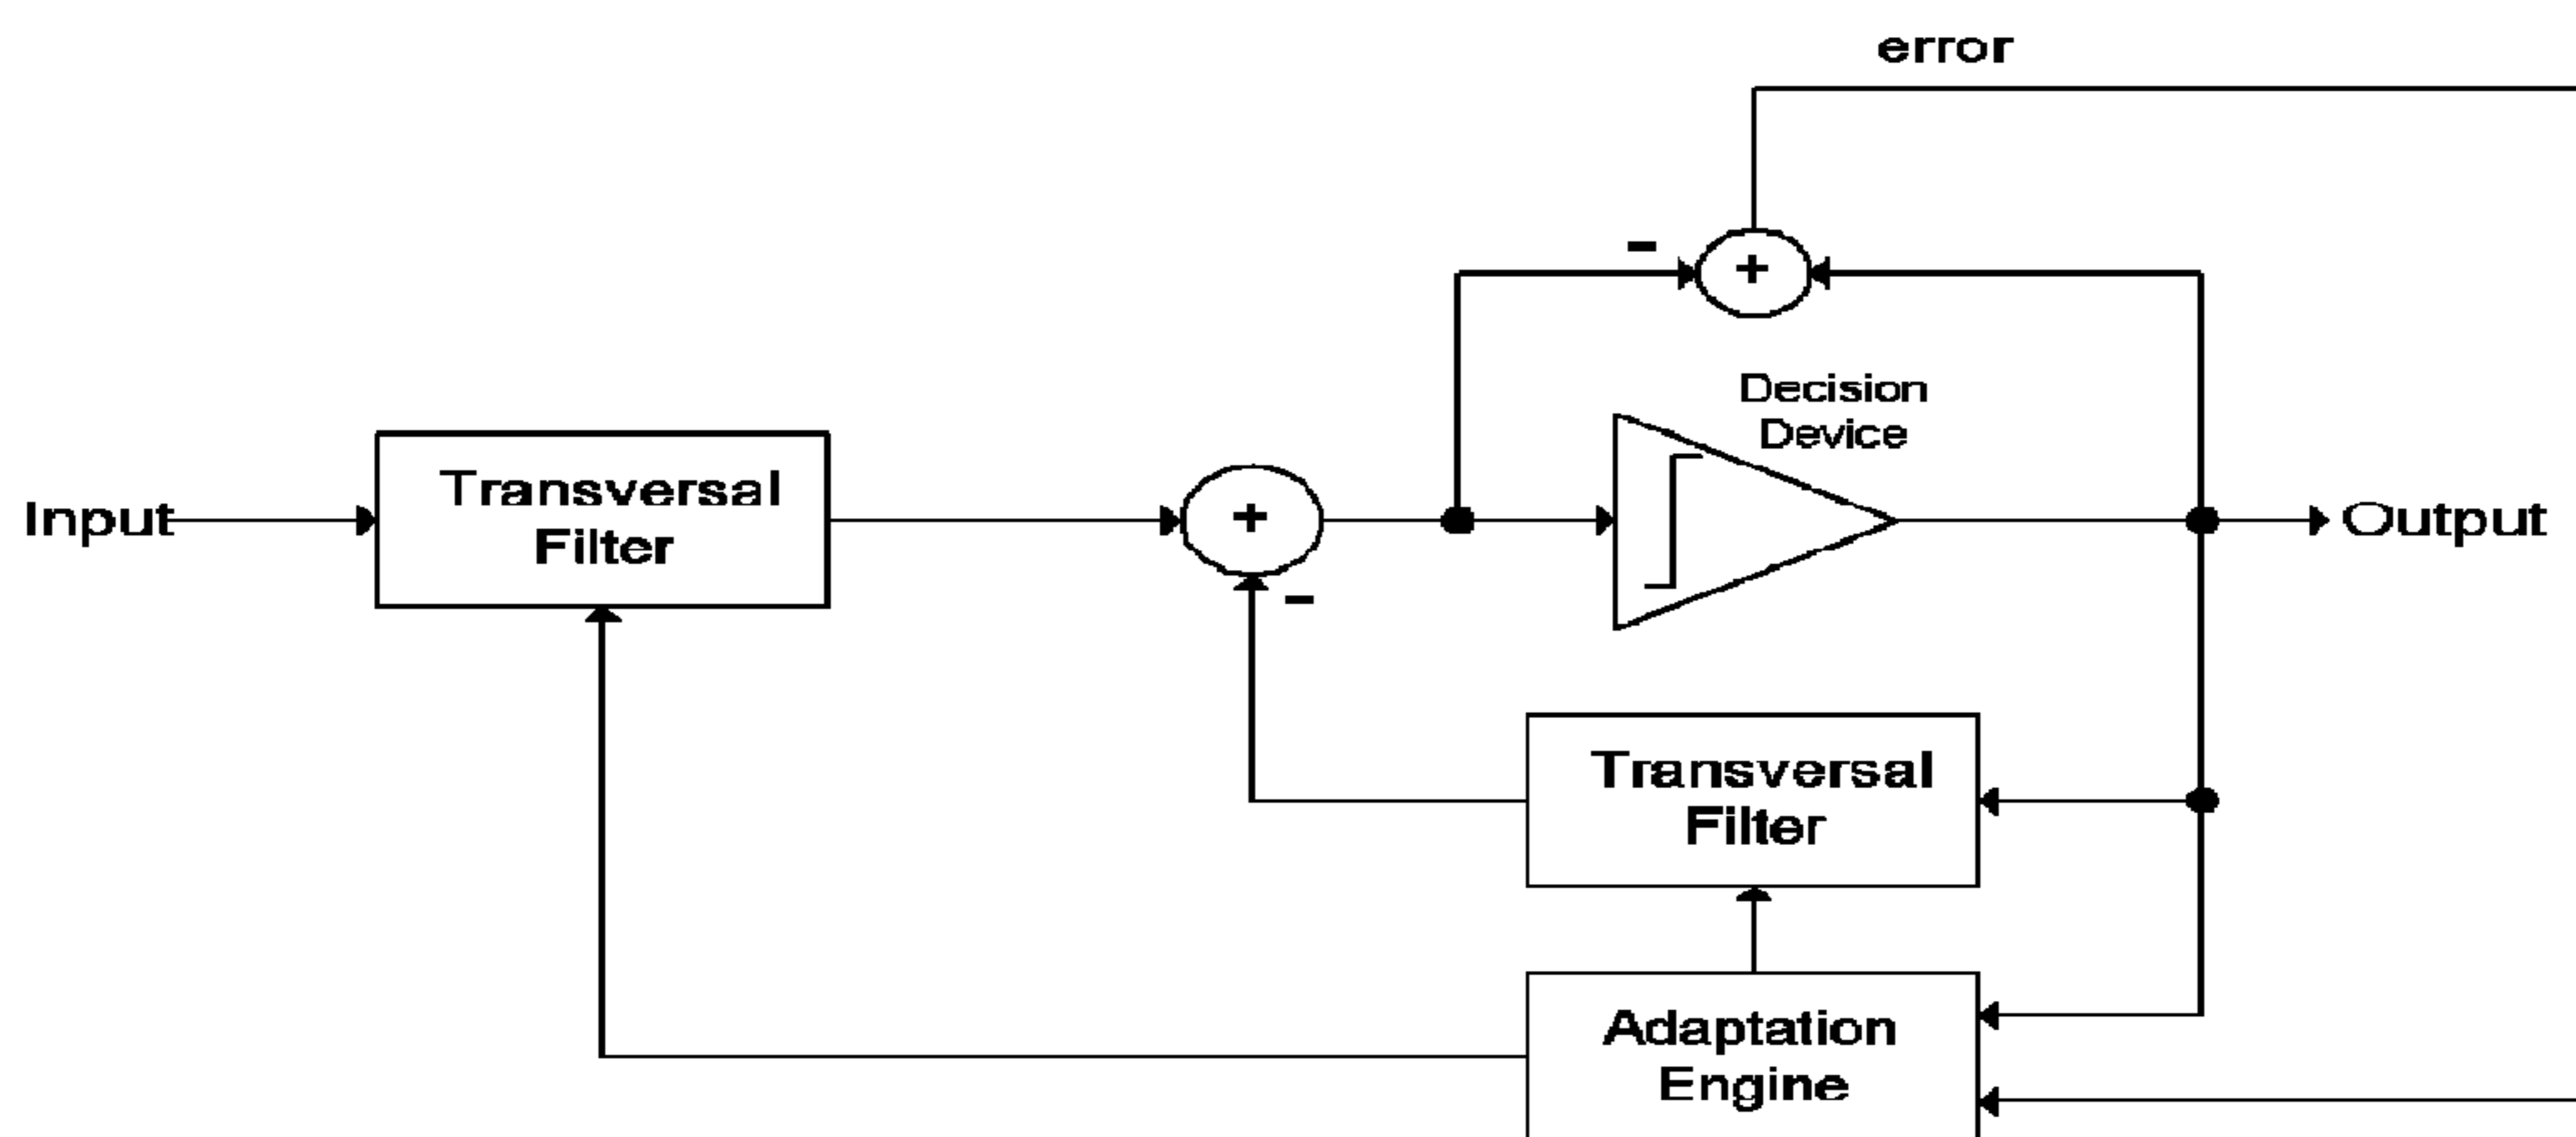 error
-
+
Decision
Device
Input
Transversal
Filter
+
-
Output
Transversal
Filter
Adaptation
Engine